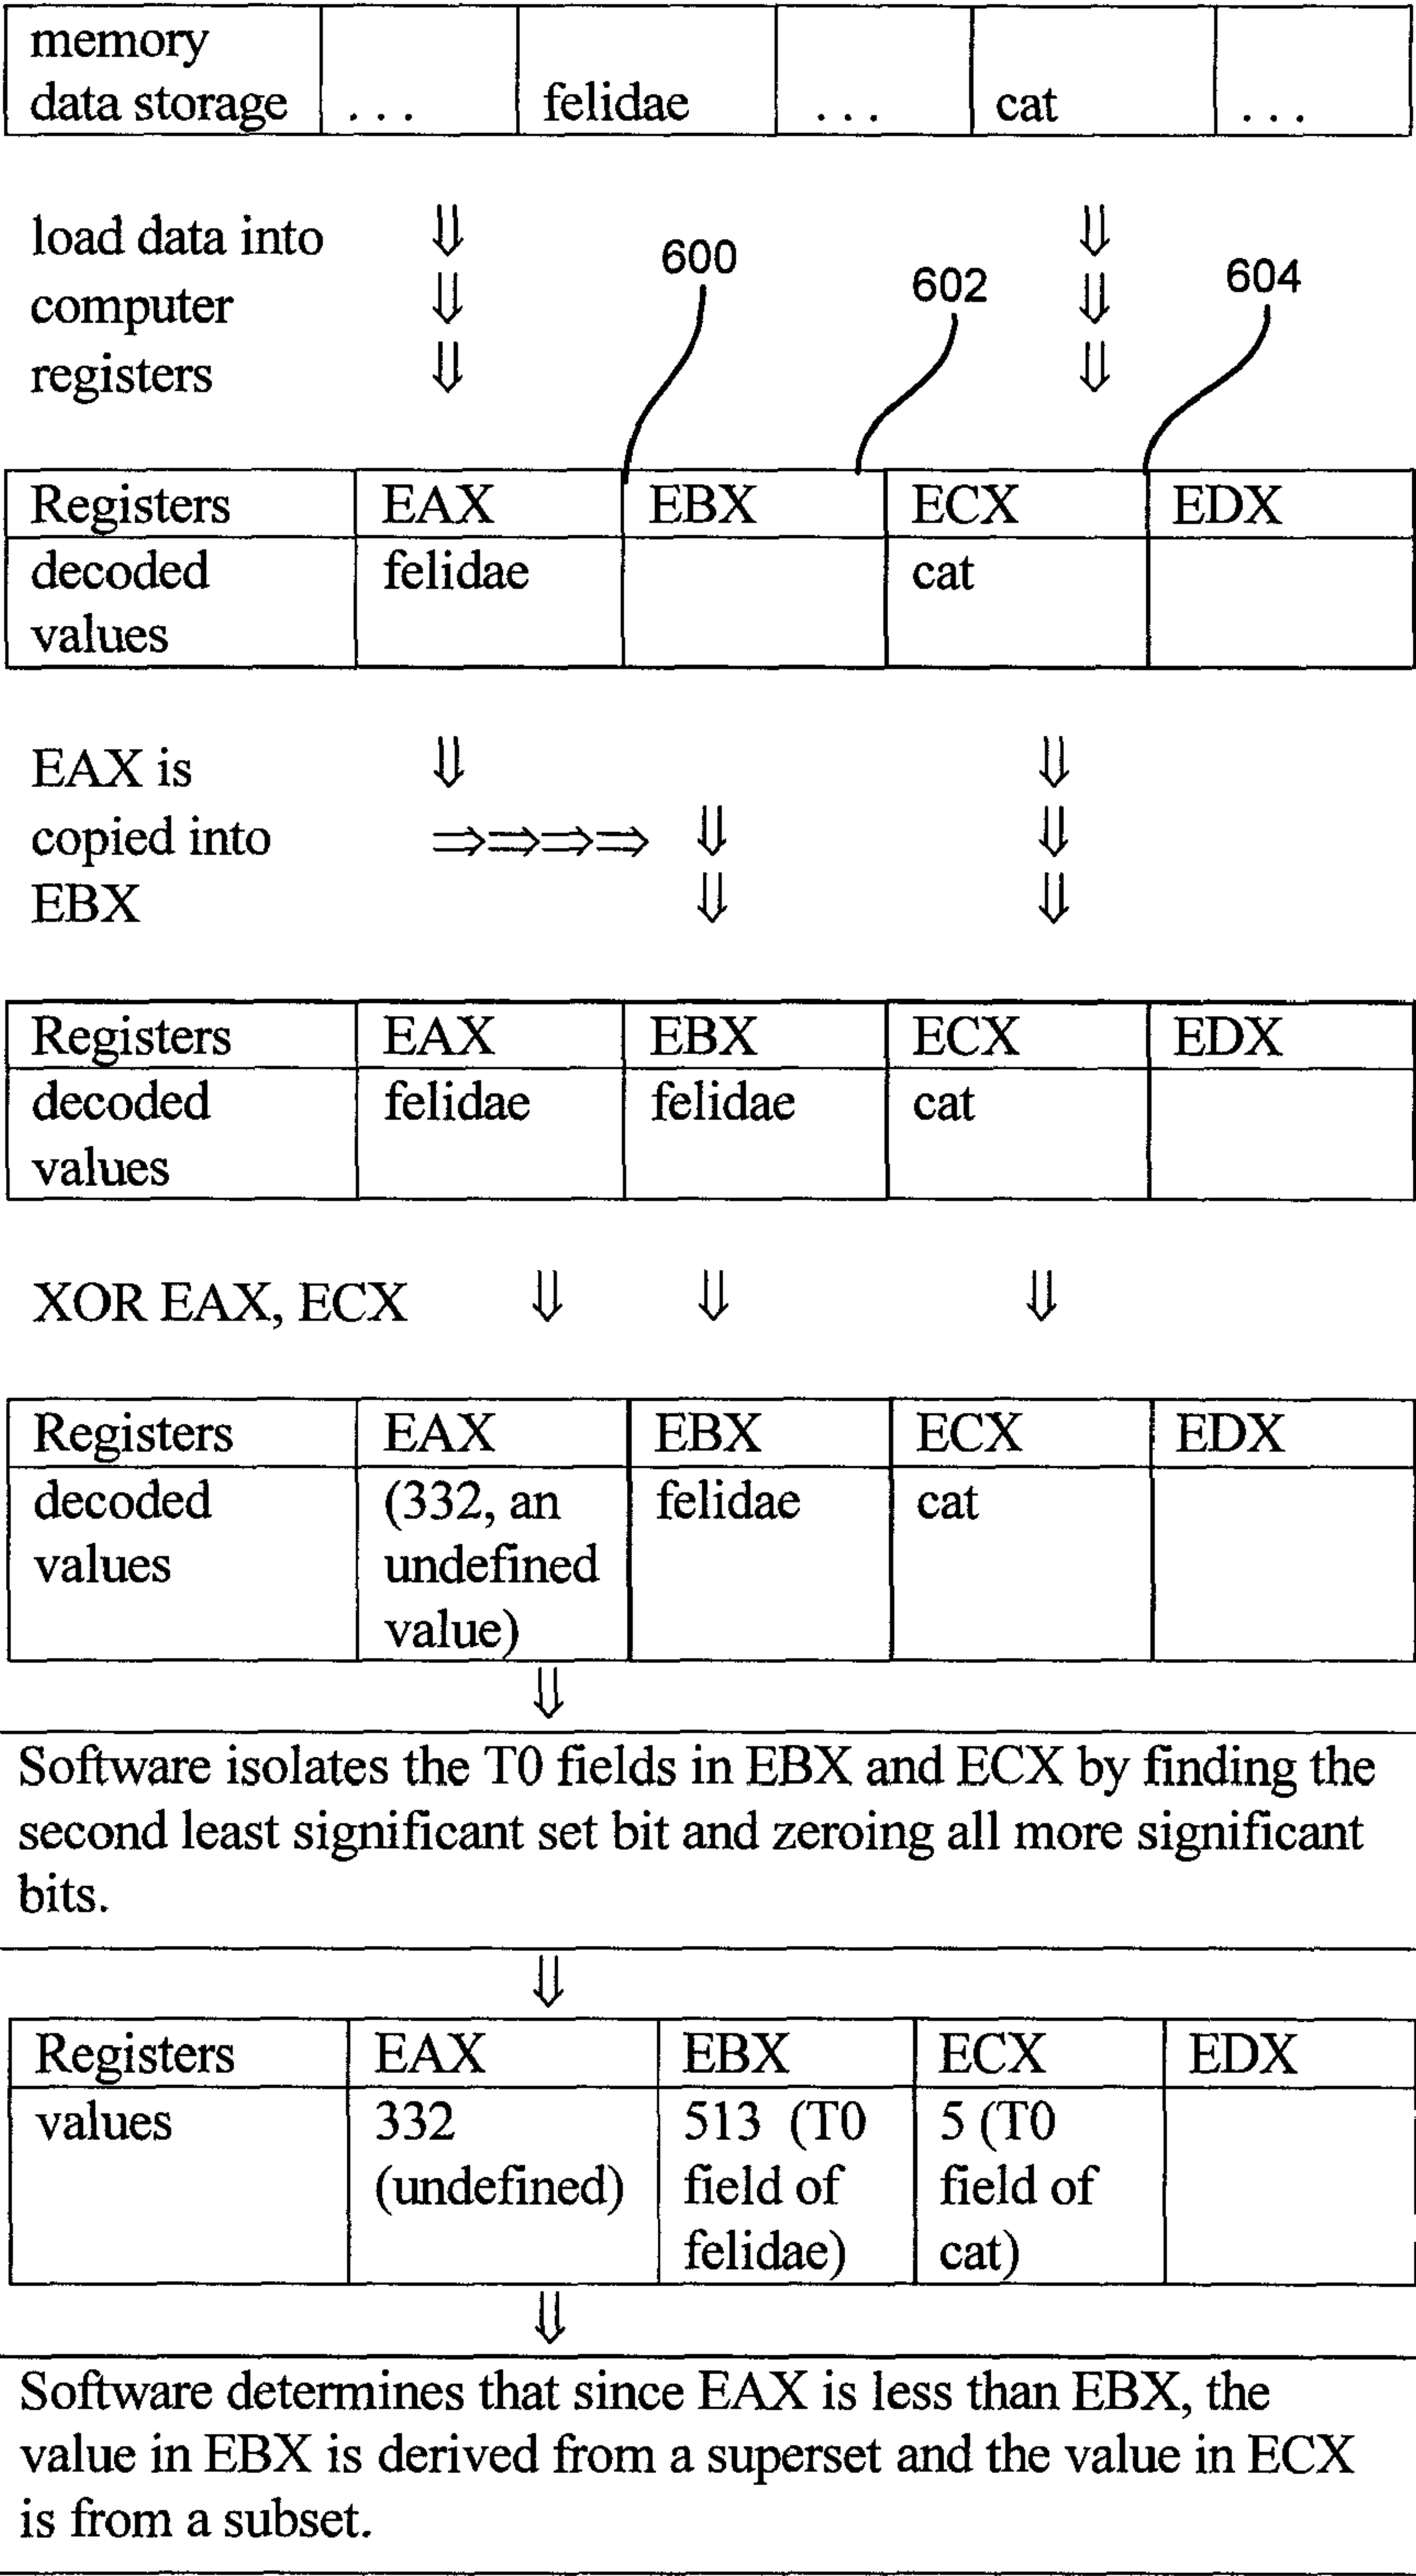 memory
data storage ... felidae ... cat ...
load data into
600
602
604
computer
registers
Registers EAX EBX ECX EDX
decoded felidae cat
values
EAX is
copied into
EBX
Registers EAX EBX ECX EDX
decoded felidae felidae cat
values
XOR EAX, ECX
Registers EAX EBX ECX EDX
decoded (332, an felidae cat
values undefined
value)
Software isolates the T0 fields in EBX and ECX by finding the
second least significant set bit and zeroing all more significant
bits.
Registers EAX EBX ECX EDX
values 332 513 (T0 5 (T0
(undefined) field of field of
felidae) cat)
Software determines that since EAX is less than EBX, the
value in EBX is derived from a superset and the value in ECX
is from a subset.